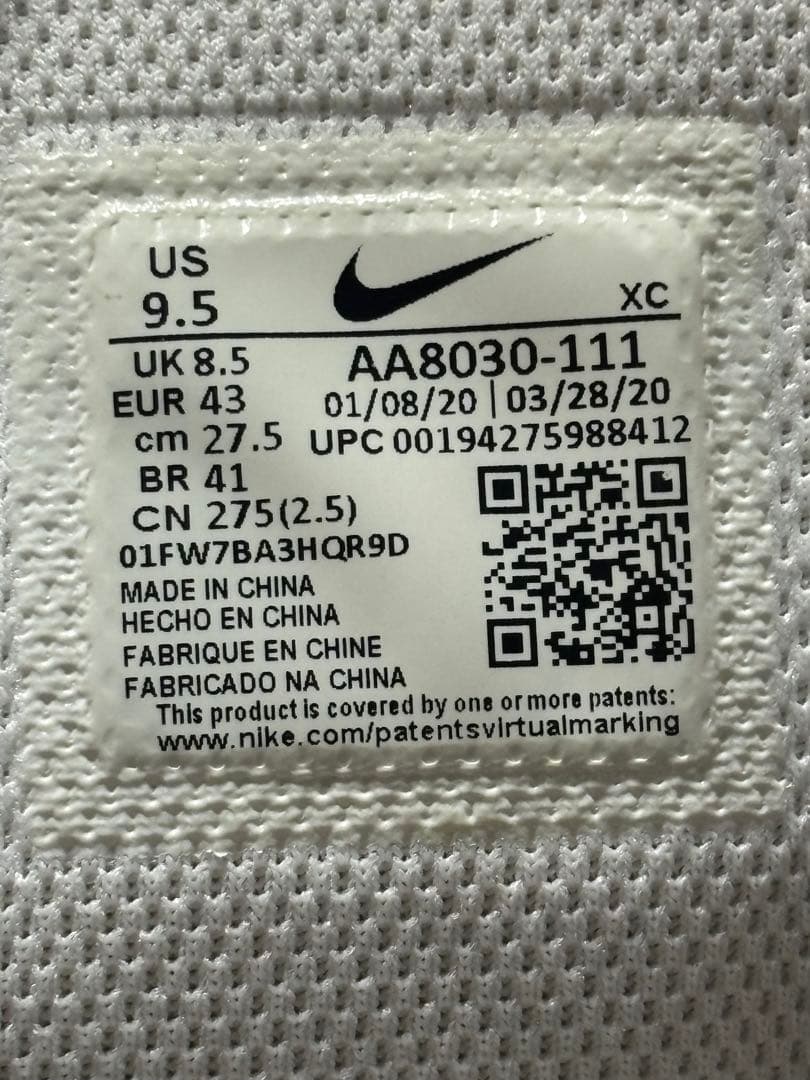 US
9.5
XC
UK 8.5
AA8030-111
EUR 43
01/08/20 | 03/28/20
cm 27.5
UPC 00194275988412
BR 41
CN 275(2.5)
01FW7BA3HQR9D
MADE IN CHINA
HECHO EN CHINA
FABRIQUE EN CHINE
FABRICADO NA CHINA
This product is covered by one or more patents:
www.nike.com/patentsvirtualmarking